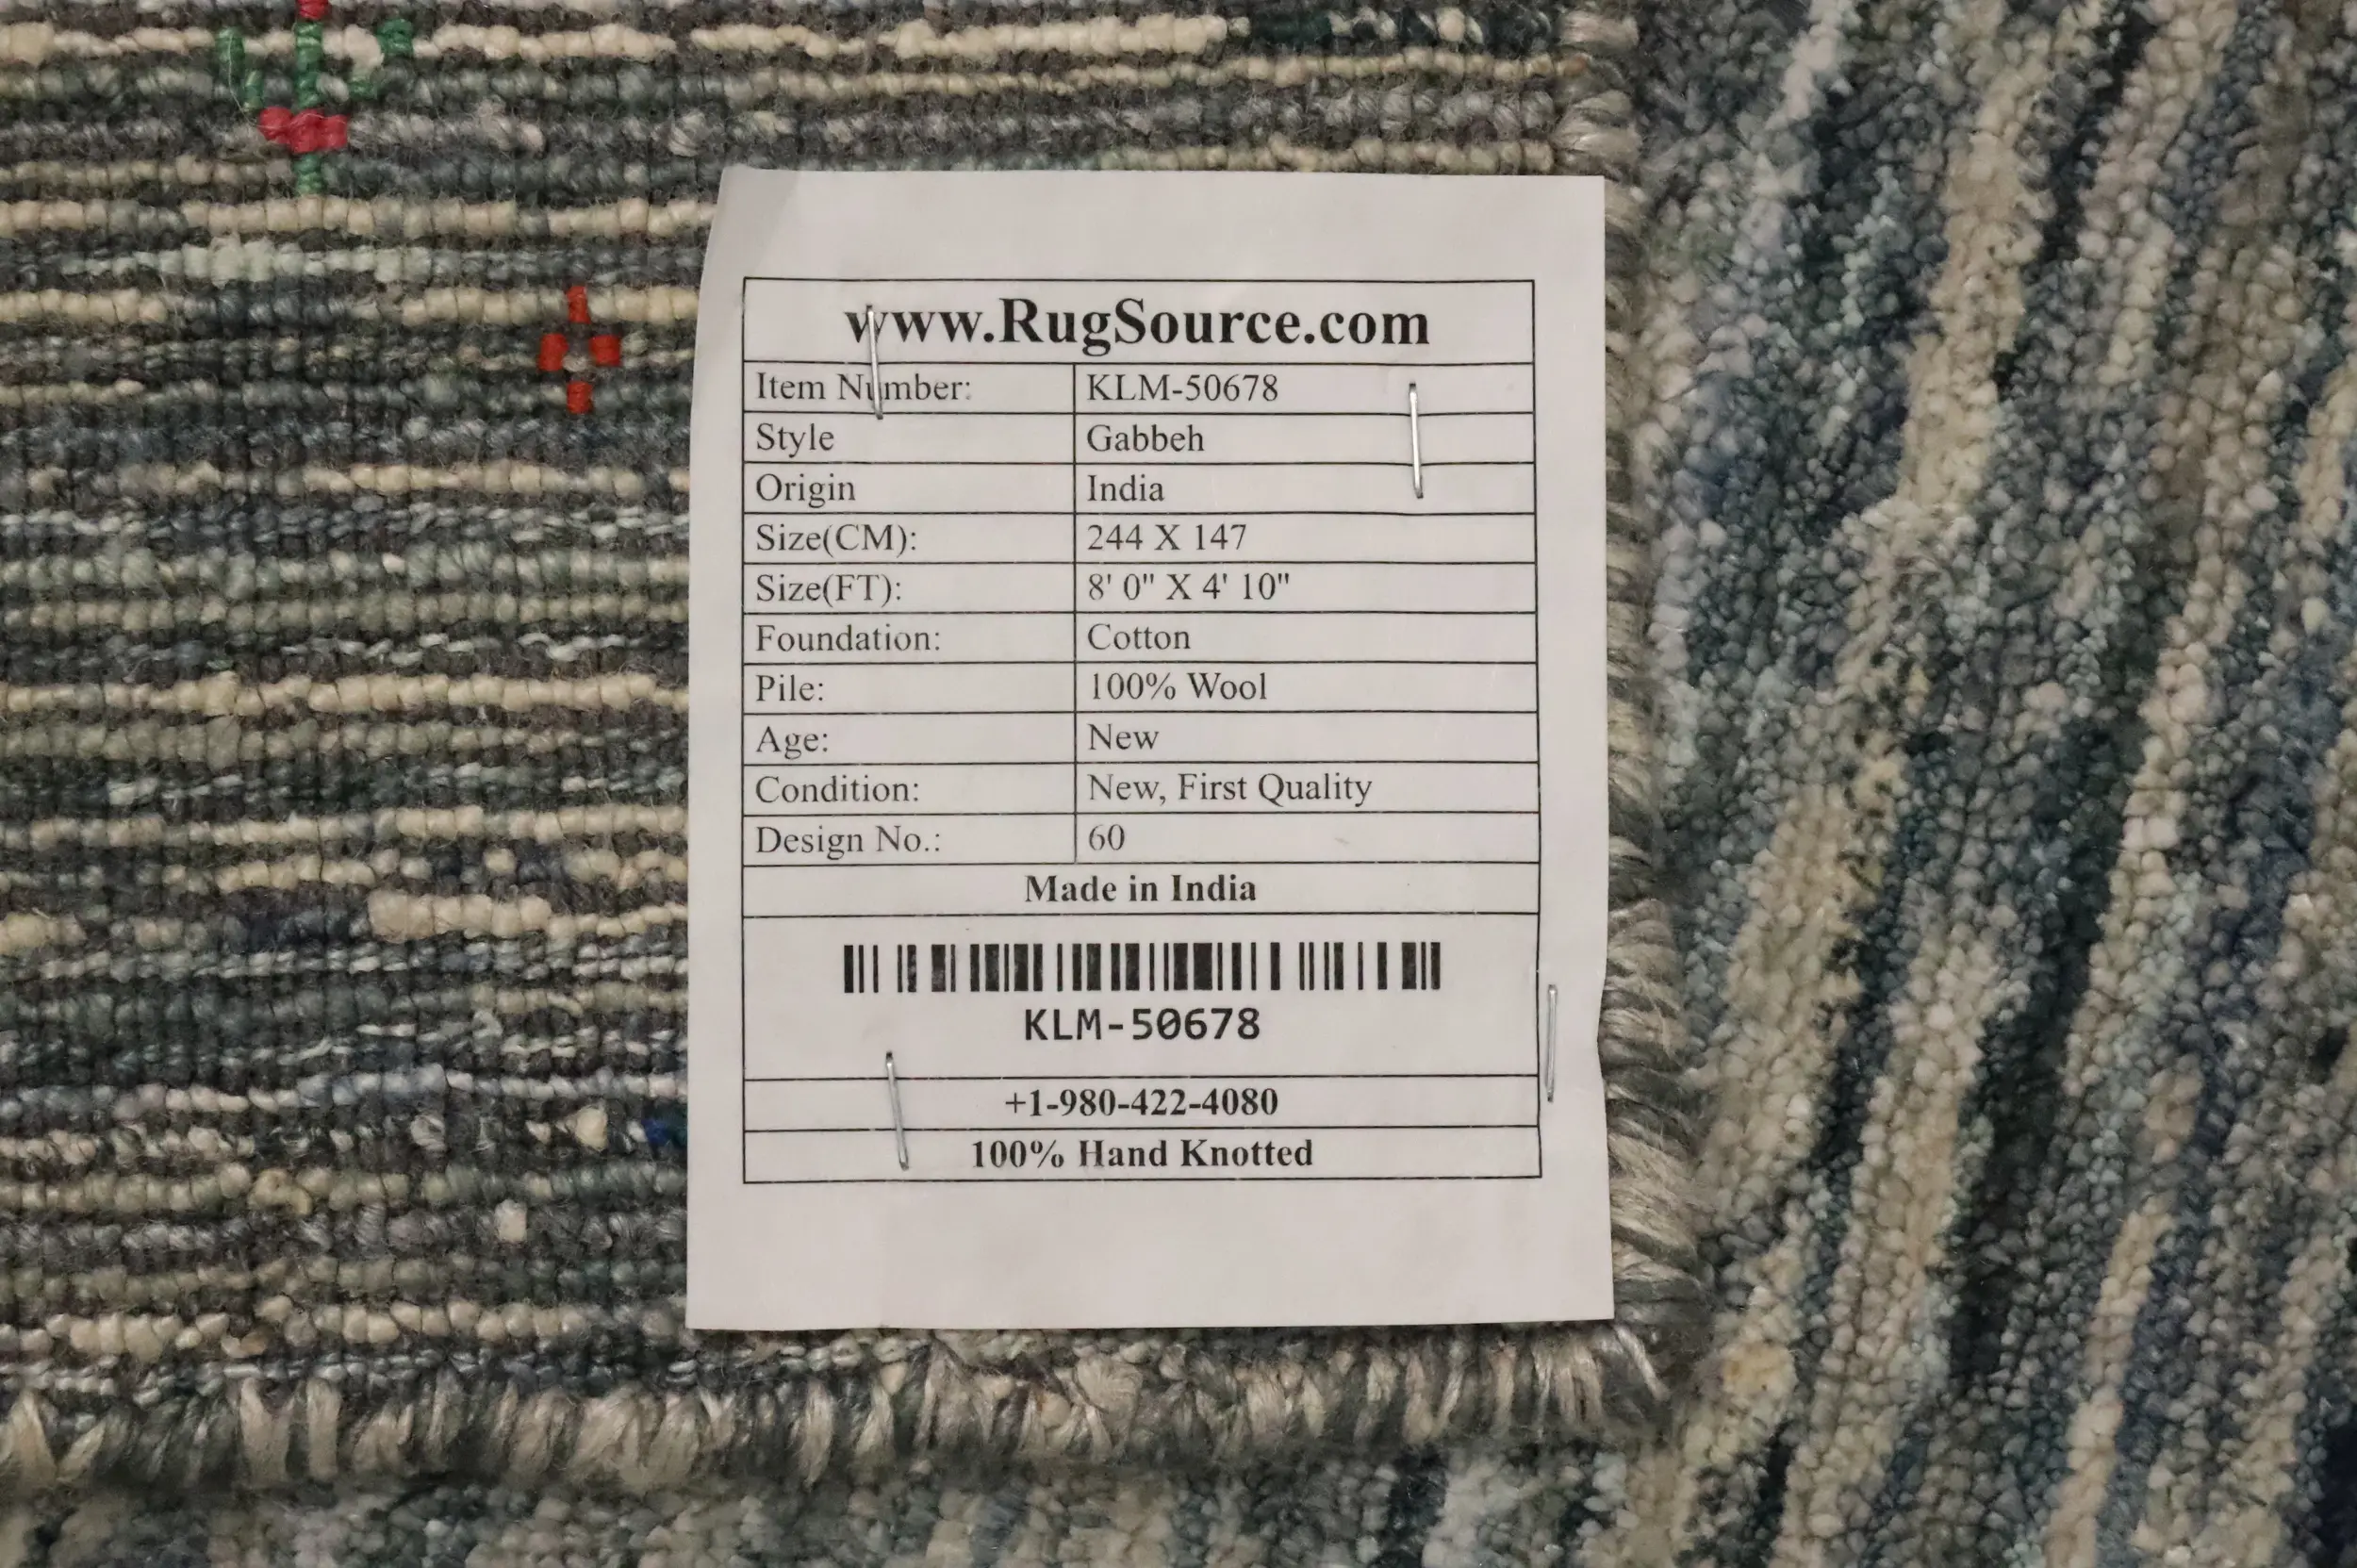 www.RugSource.com
Item Number: KLM-50678
Style Gabbeh
Origin India
Size(CM): 244 X 147
Size(FT): 8' 0" X 4' 10"
Foundation: Cotton
Pile: 100% Wool
Age: New
Condition: New, First Quality
Design No.: 60
Made in India
KLM-50678
+1-980-422-4080
100% Hand Knotted